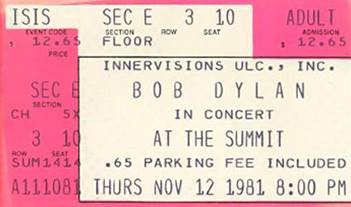 ISIS SEC E 3 10 ADULT
EVENT CODE SECTION ROW SEAT ADMISSION
$ 12.65 FLOOR $ 12.65
PRICE
INNERVISIONS ULC., INC.
SEC E BOB DYLAN
SECTION
CH 5X IN CONCERT
3 10 AT THE SUMMIT
ROW SEAT
SUM1414 .65 PARKING FEE INCLUDED
A111081 THURS NOV 12 1981 8:00 PM